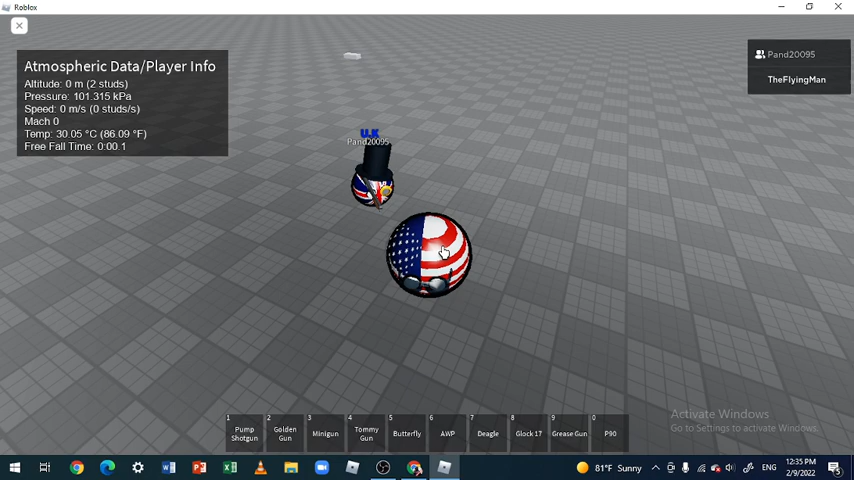 Roblox
Atmospheric Data/Player Info
Altitude: 0 m (2 studs)
Pressure: 101.315 kPa
Speed: 0 m/s (0 studs/s)
Mach 0
Temp: 30.05 °C (86.09 °F)
Free Fall Time: 0:00.1
Pand20095
TheFlyingMan
U.K
Pand20095
1 2 3 4 5 6 7 8 9 0
Pump Shotgun
Golden Gun
Minigun
Tommy Gun
Butterfly
AWP
Deagle
Glock 17
Grease Gun
P90
Activate Windows
Go to Settings to activate Windows.
81°F Sunny
ENG
12:35 PM
2/9/2022
5